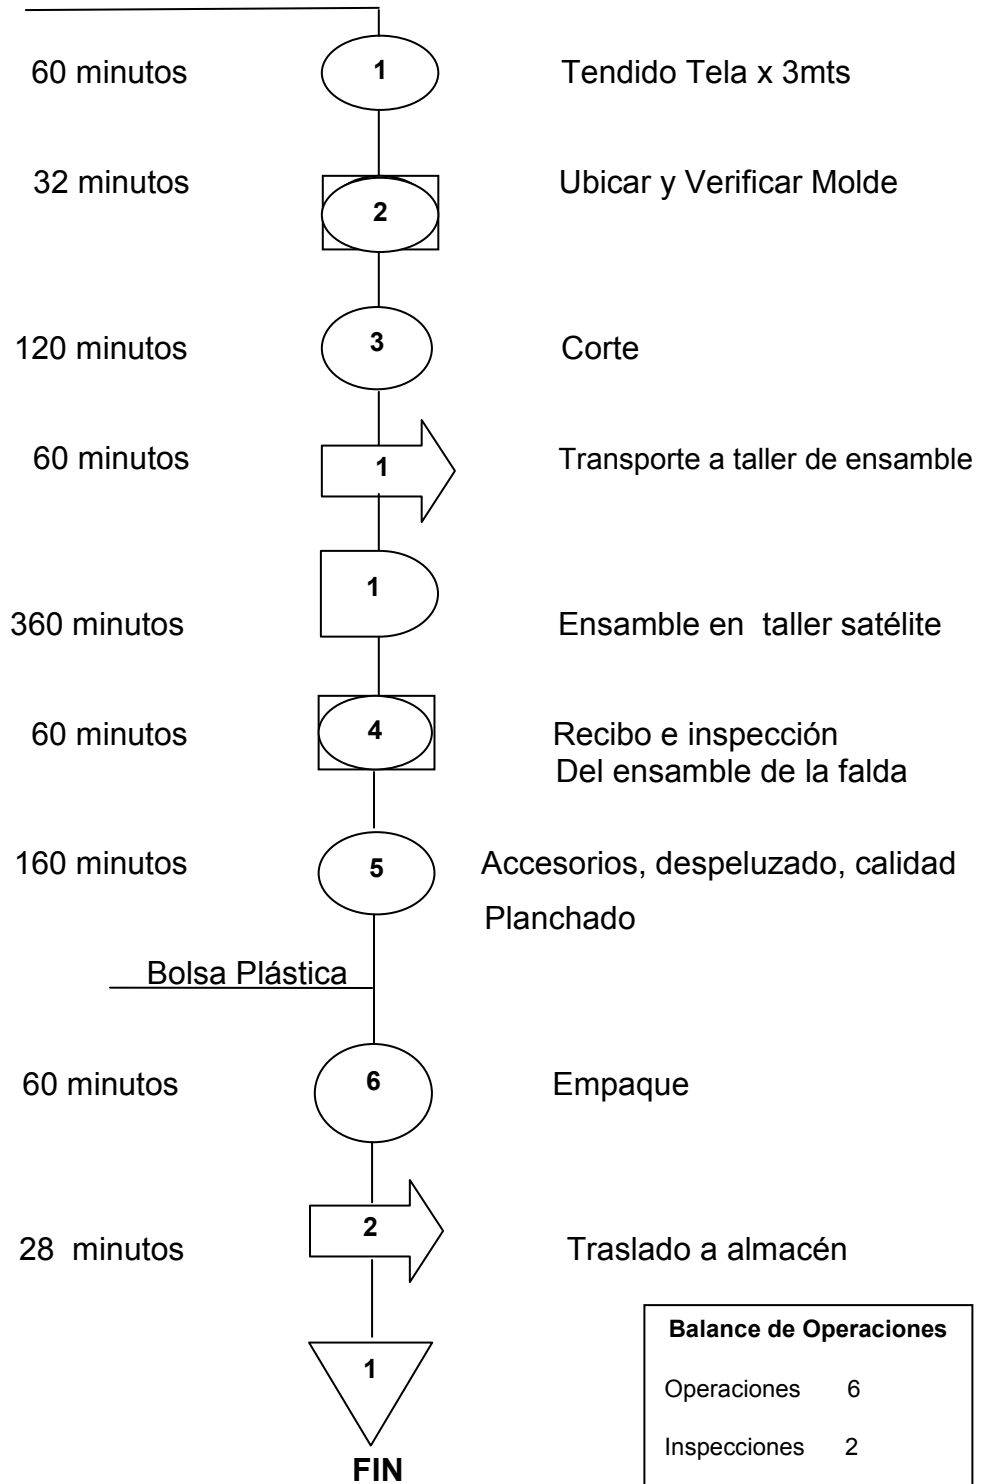 60 minutos 1 Tendido Tela x 3mts
32 minutos 2 Ubicar y Verificar Molde
120 minutos 3 Corte
60 minutos 1 Transporte a taller de ensamble
1
360 minutos Ensamble en taller satélite
60 minutos 4 Recibo e inspección
Del ensamble de la falda
160 minutos 5 Accesorios, despeluzado, calidad
Planchado
Bolsa Plástica
60 minutos 6 Empaque
28 minutos 2 Traslado a almacén
1
FIN
Balance de Operaciones
Operaciones 6
Inspecciones 2